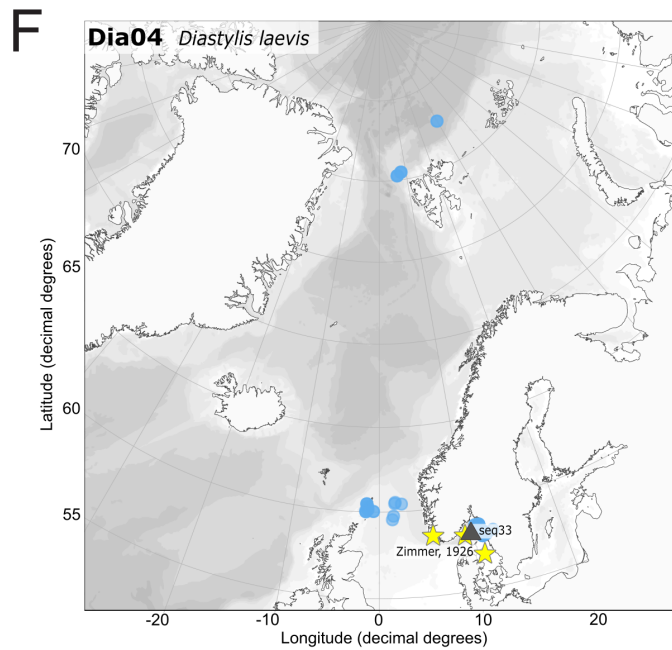 F
Dia04 Diastylis laevis
70
65
60
55
Latitude (decimal degrees)
seq33
Zimmer, 1926
-20 -10 0 10 20
Longitude (decimal degrees)